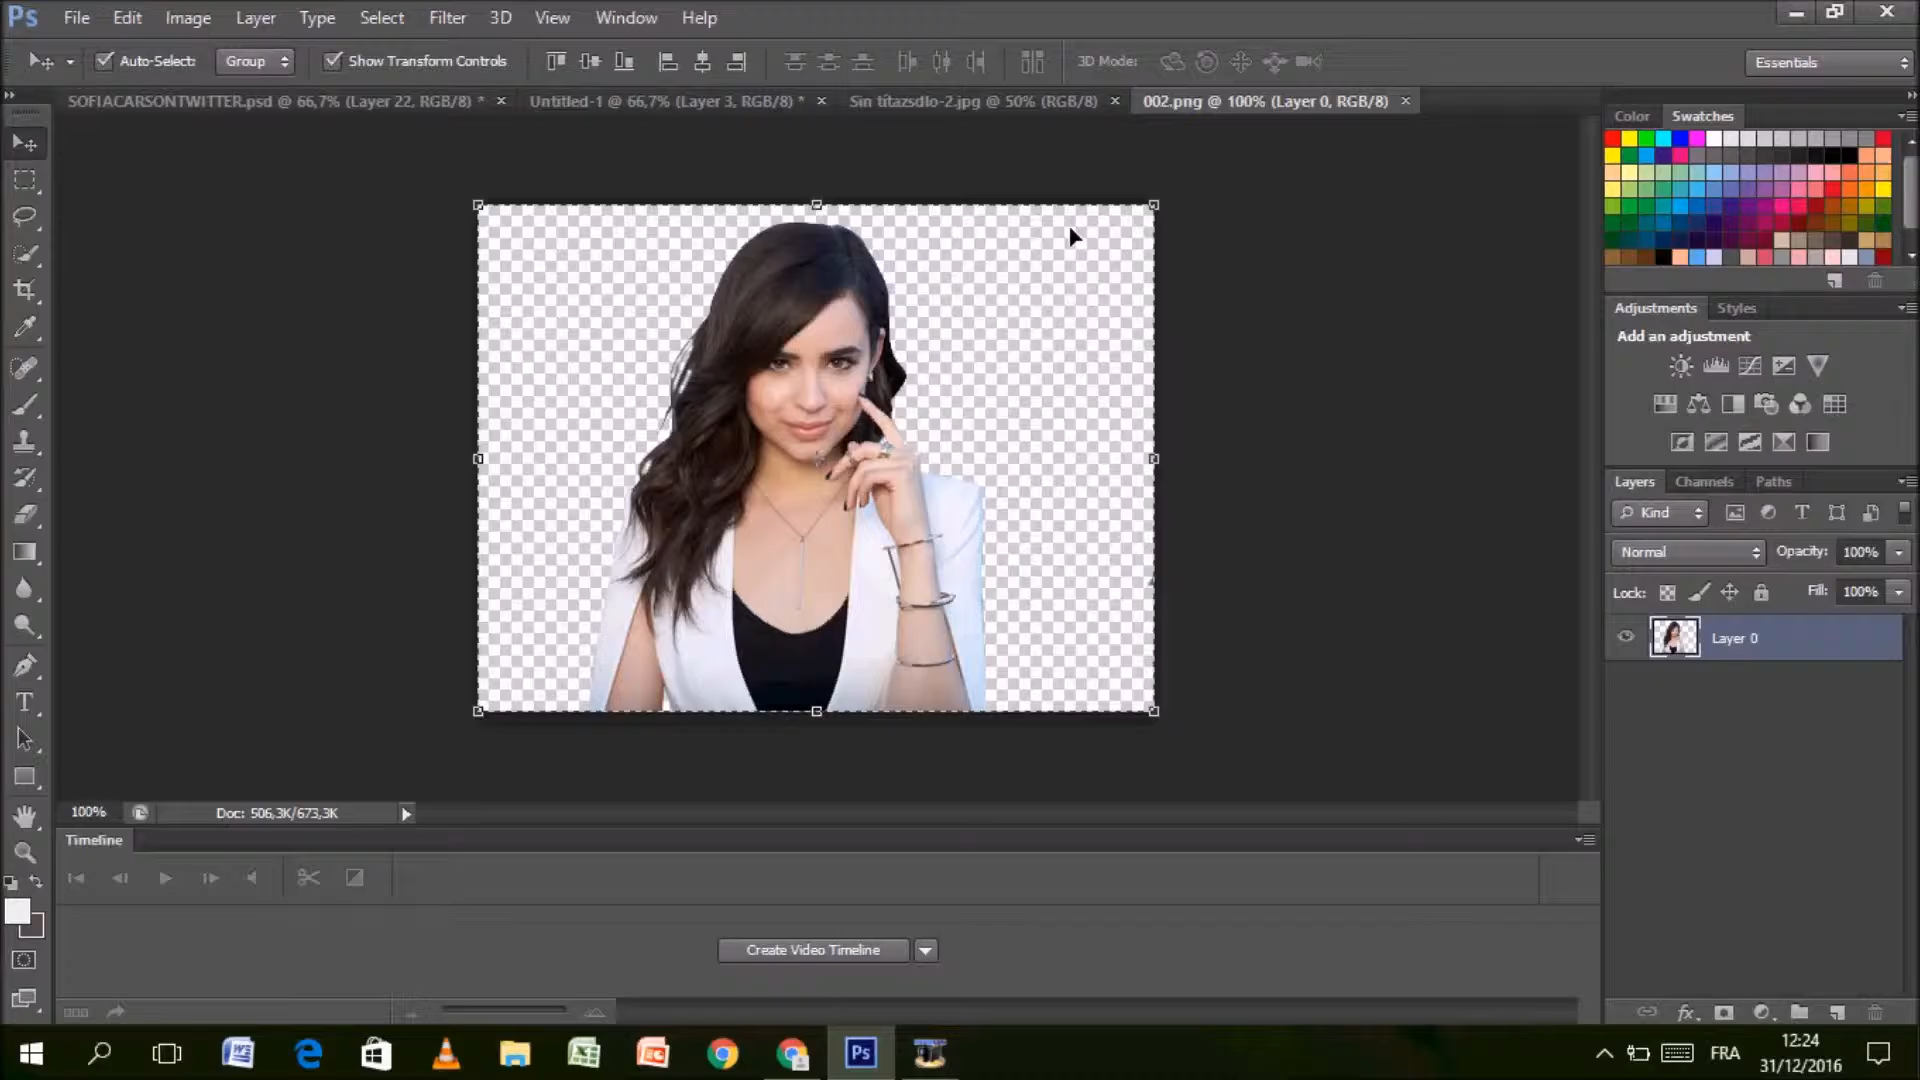 Ps File Edit Image Layer Type Select Filter 3D View Window Help
Auto-Select: Group Show Transform Controls 3D Mode: Essentials
SOFIACARSONTWITTER.psd @ 66,7% (Layer 22, RGB/8) * × Untitled-1 @ 66,7% (Layer 3, RGB/8) * × Sin títazsdlo-2.jpg @ 50% (RGB/8) × 002.png @ 100% (Layer 0, RGB/8) ×
Color Swatches
Adjustments Styles
Add an adjustment
Layers Channels Paths
Kind
Normal Opacity: 100%
Lock: Fill: 100%
Layer 0
100% Doc: 506,3K/673,3K
Timeline
Create Video Timeline
fx
Ps
FRA
12:24
31/12/2016